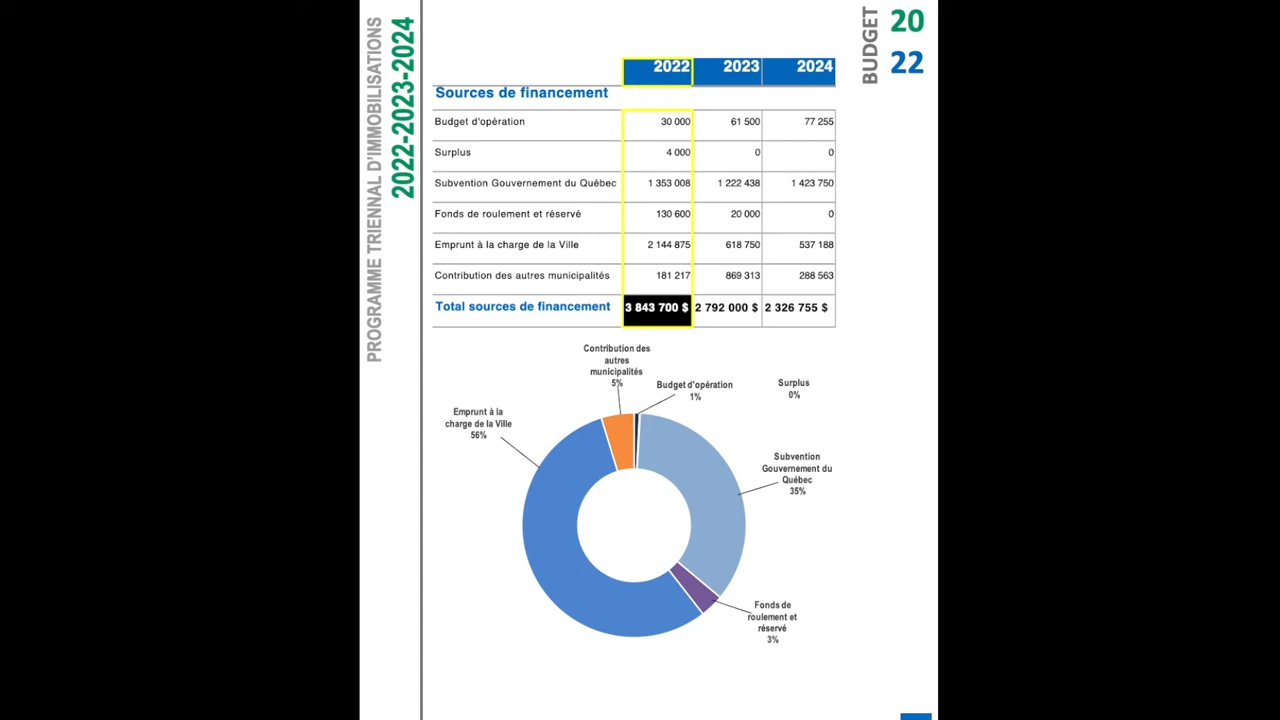 PROGRAMME TRIENNAL D'IMMOBILISATIONS
2022-2023-2024
BUDGET 20
22
2022 2023 2024
Sources de financement
Budget d'opération 30 000 61 500 77 255
Surplus 4 000 0 0
Subvention Gouvernement du Québec 1 353 008 1 222 438 1 423 750
Fonds de roulement et réservé 130 600 20 000 0
Emprunt à la charge de la Ville 2 144 875 618 750 537 188
Contribution des autres municipalités 181 217 869 313 288 563
Total sources de financement 3 843 700 $ 2 792 000 $ 2 326 755 $
Contribution des
autres
municipalités
5%
Budget d'opération
1%
Surplus
0%
Emprunt à la
charge de la Ville
56%
Subvention
Gouvernement du
Québec
35%
Fonds de
roulement et
réservé
3%